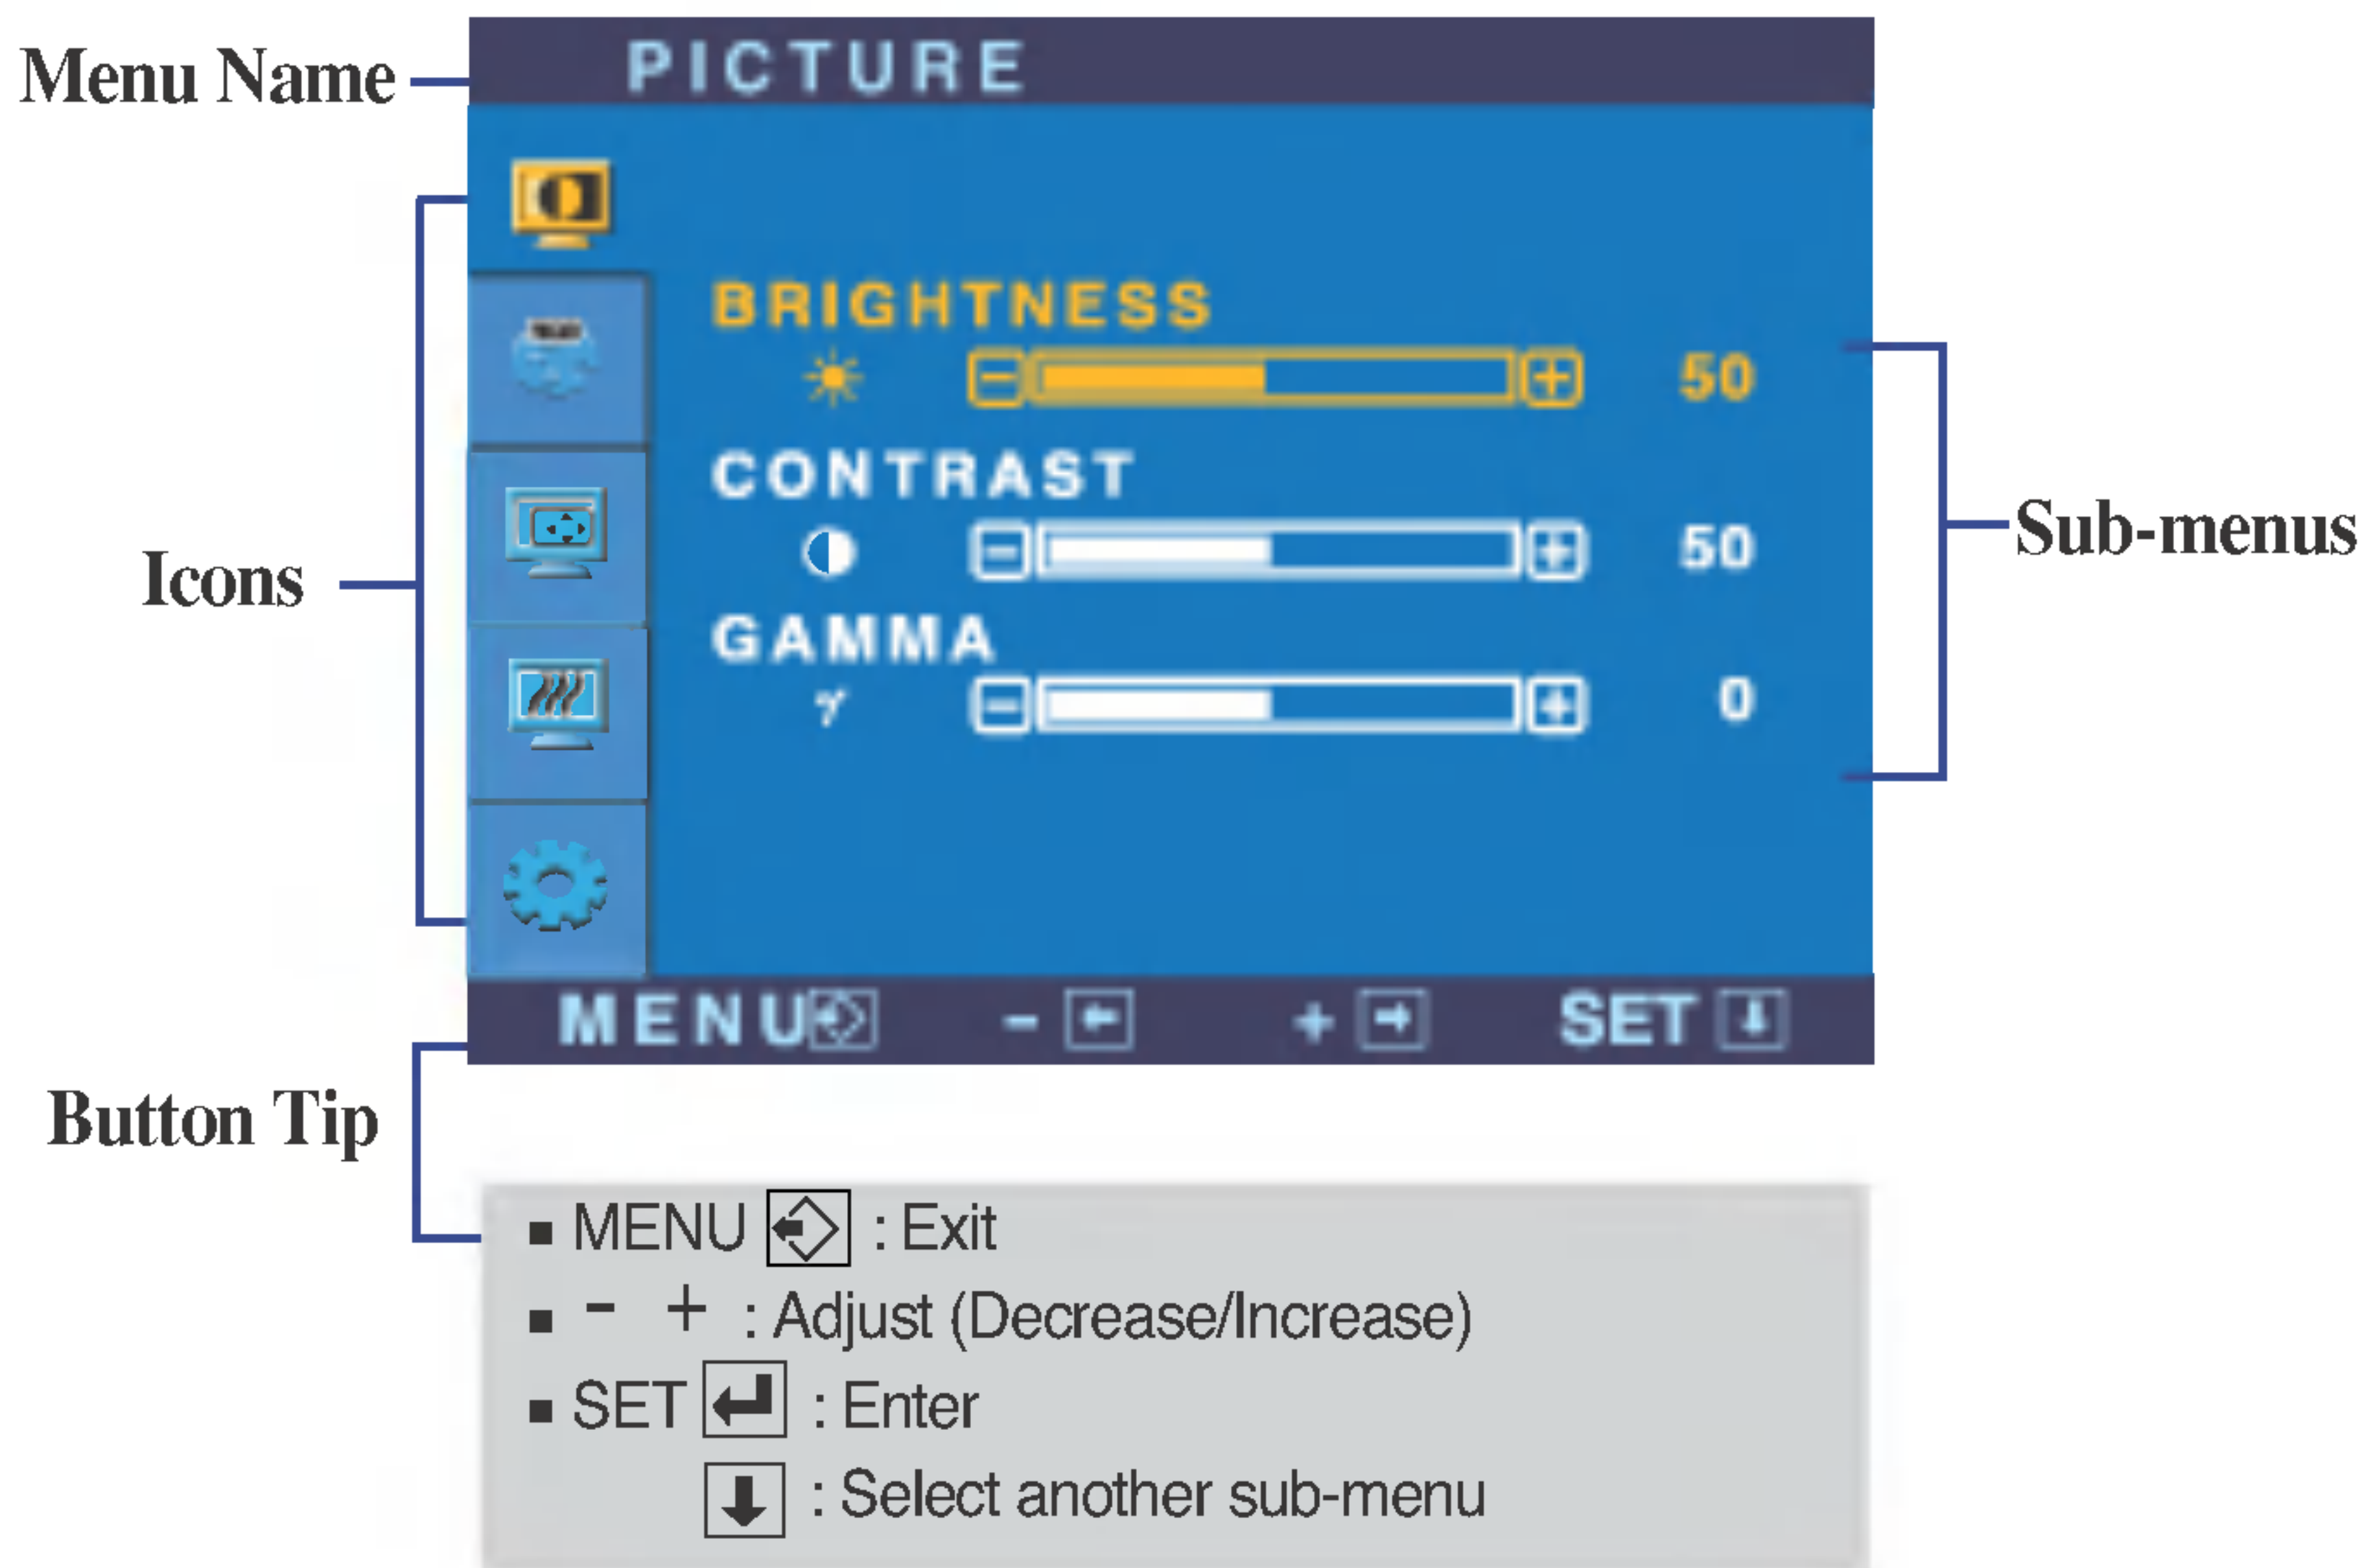 Menu Name
PICTURE
BRIGHTNESS
50
CONTRAST
50
GAMMA
γ
0
Icons
Sub-menus
MENU - + SET
Button Tip
■ MENU : Exit
■ - + : Adjust (Decrease/Increase)
■ SET : Enter
: Select another sub-menu